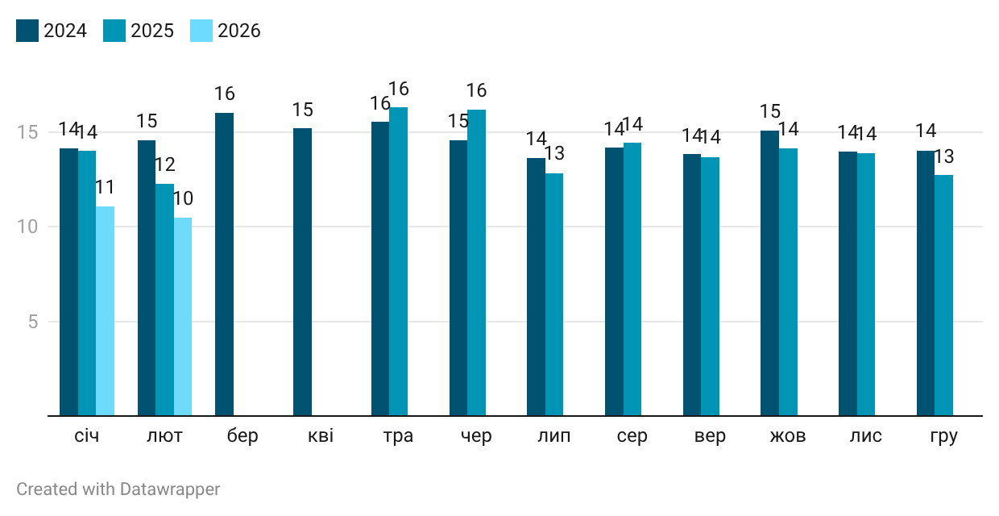 2024 2025 2026
14 14 11 15 12 10 16 15 16 16 15 16 14 13 14 14 14 14 15 14 14 14 14 13
15
10
5
січ лют бер кві тра чер лип сер вер жов лис гру
Created with Datawrapper